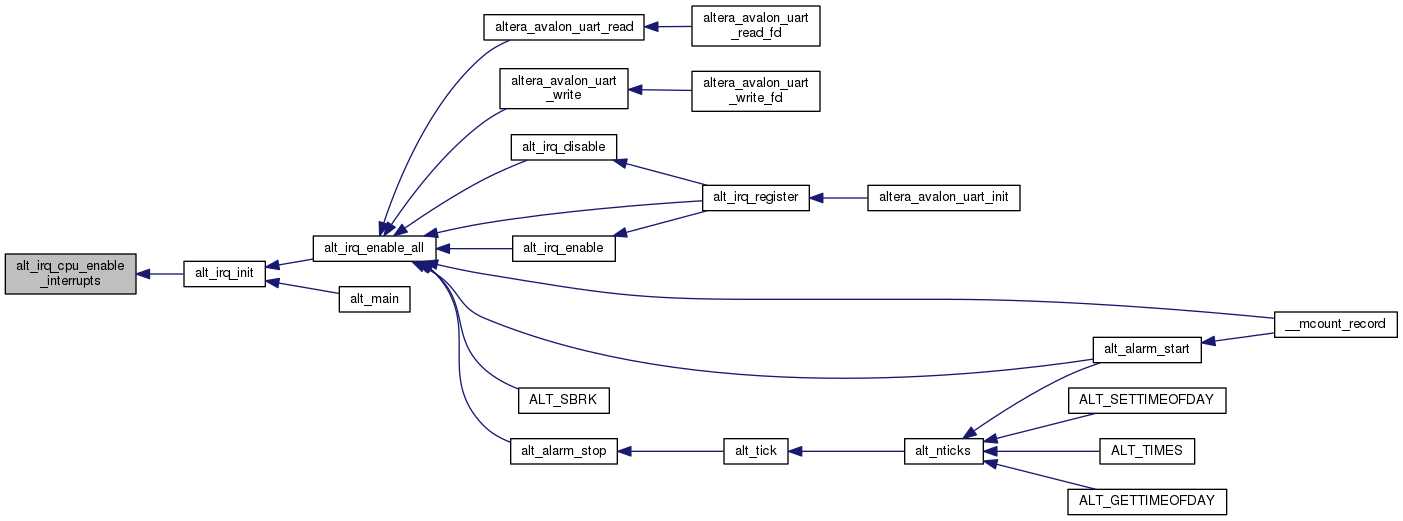 altera_avalon_uart_read
altera_avalon_uart
_read_fd
altera_avalon_uart
_write
altera_avalon_uart
_write_fd
alt_irq_disable
alt_irq_register
altera_avalon_uart_init
alt_irq_enable_all
alt_irq_enable
alt_irq_cpu_enable
_interrupts
alt_irq_init
alt_main
__mcount_record
alt_alarm_start
ALT_SBRK
ALT_SETTIMEOFDAY
alt_alarm_stop
alt_tick
alt_nticks
ALT_TIMES
ALT_GETTIMEOFDAY